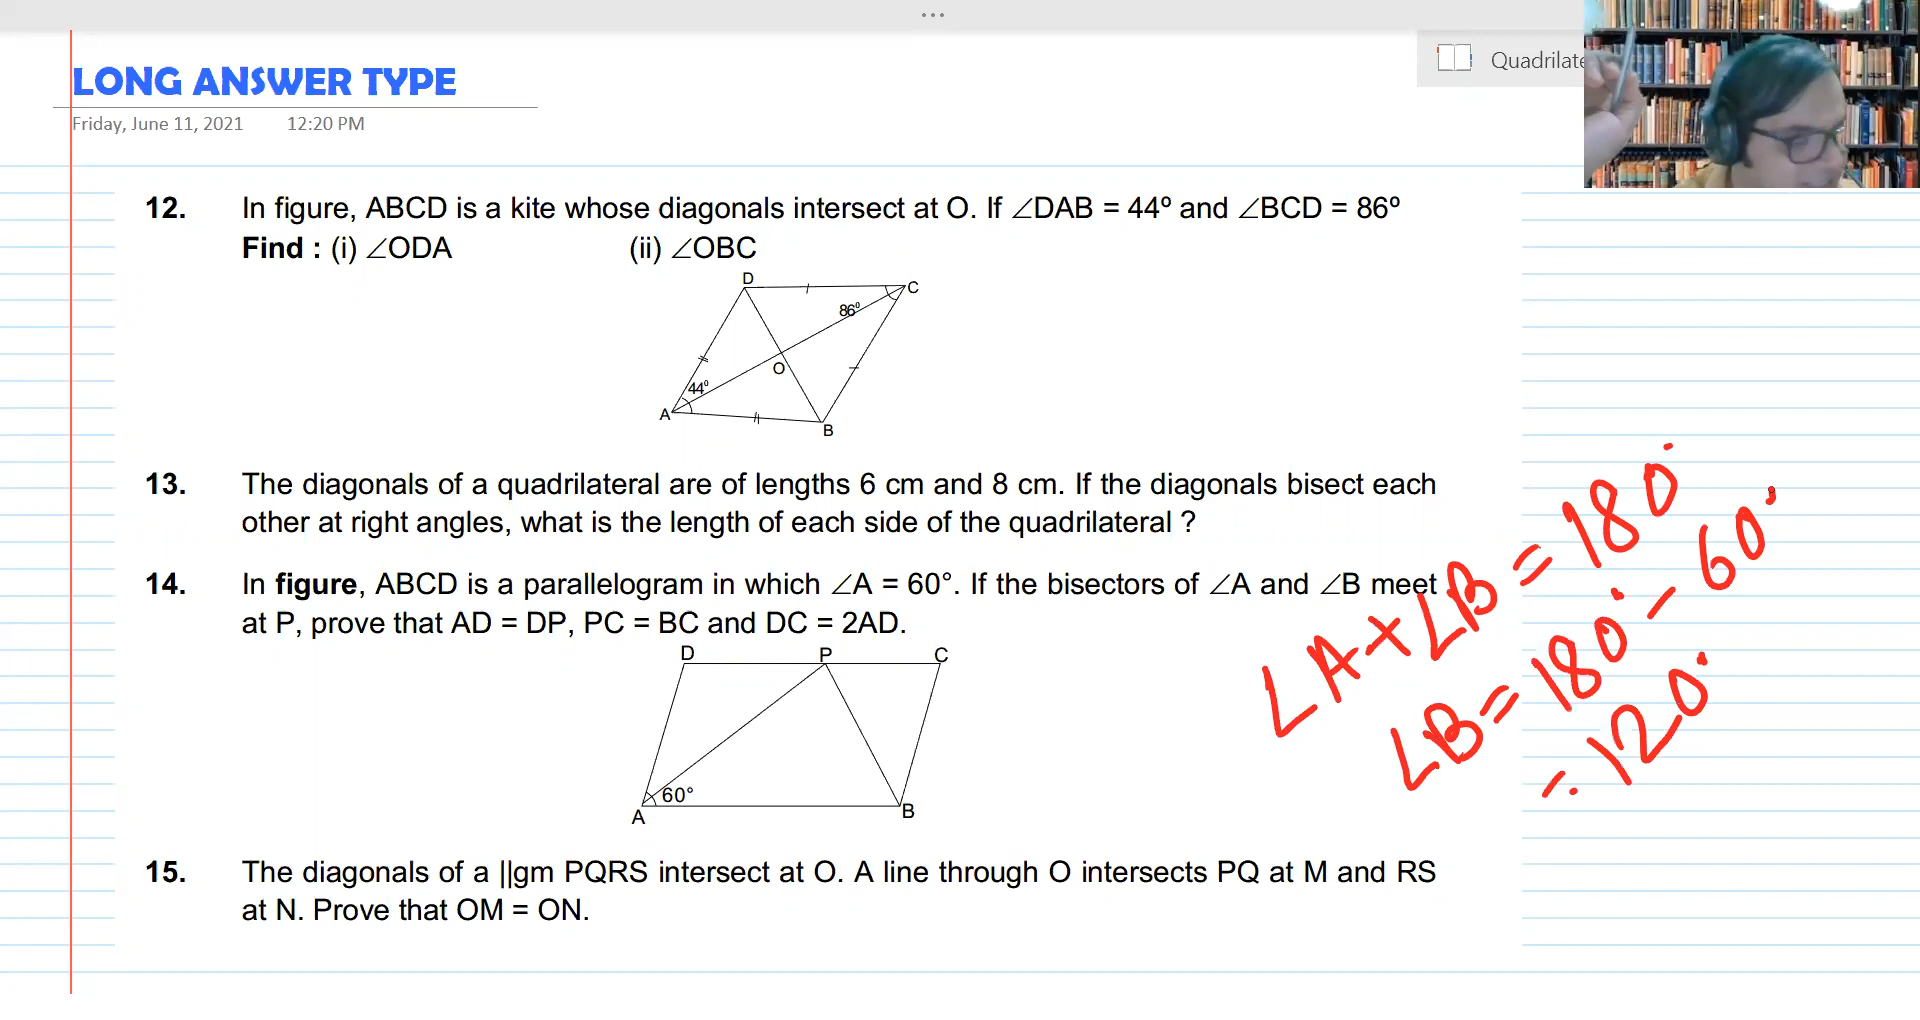 ...
Quadrilate
LONG ANSWER TYPE
Friday, June 11, 2021 12:20 PM
12. In figure, ABCD is a kite whose diagonals intersect at O. If ∠DAB = 44º and ∠BCD = 86º
Find : (i) ∠ODA (ii) ∠OBC
D
C
86⁰
O
44⁰
A
B
13. The diagonals of a quadrilateral are of lengths 6 cm and 8 cm. If the diagonals bisect each
other at right angles, what is the length of each side of the quadrilateral ?
14. In figure, ABCD is a parallelogram in which ∠A = 60°. If the bisectors of ∠A and ∠B meet
at P, prove that AD = DP, PC = BC and DC = 2AD.
D P C
60°
A B
∠A+∠B=180°
∠B=180°-60°
=120°
15. The diagonals of a ||gm PQRS intersect at O. A line through O intersects PQ at M and RS
at N. Prove that OM = ON.